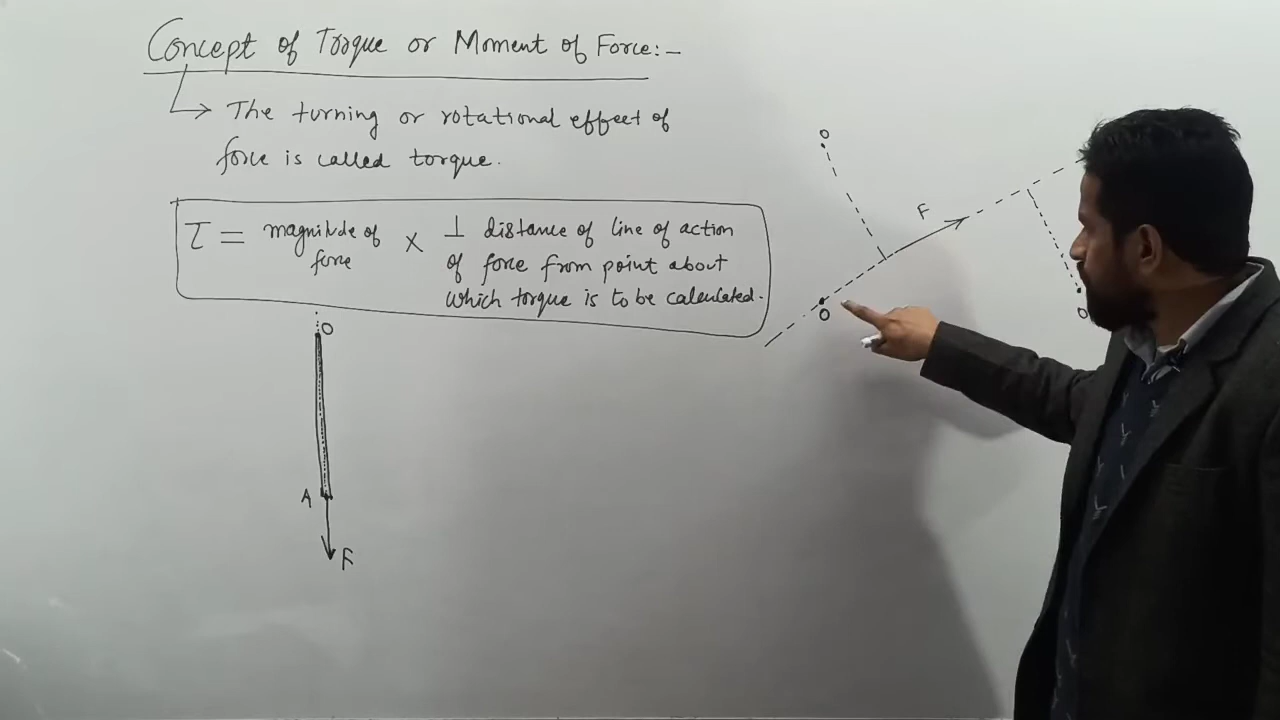 Concept of Torque or Moment of Force:-
The turning or rotational effect of
force is called torque.
τ = magnitude of force × ⊥ distance of line of action
of force from point about
which torque is to be calculated.
O
A
F
O
F
O
O